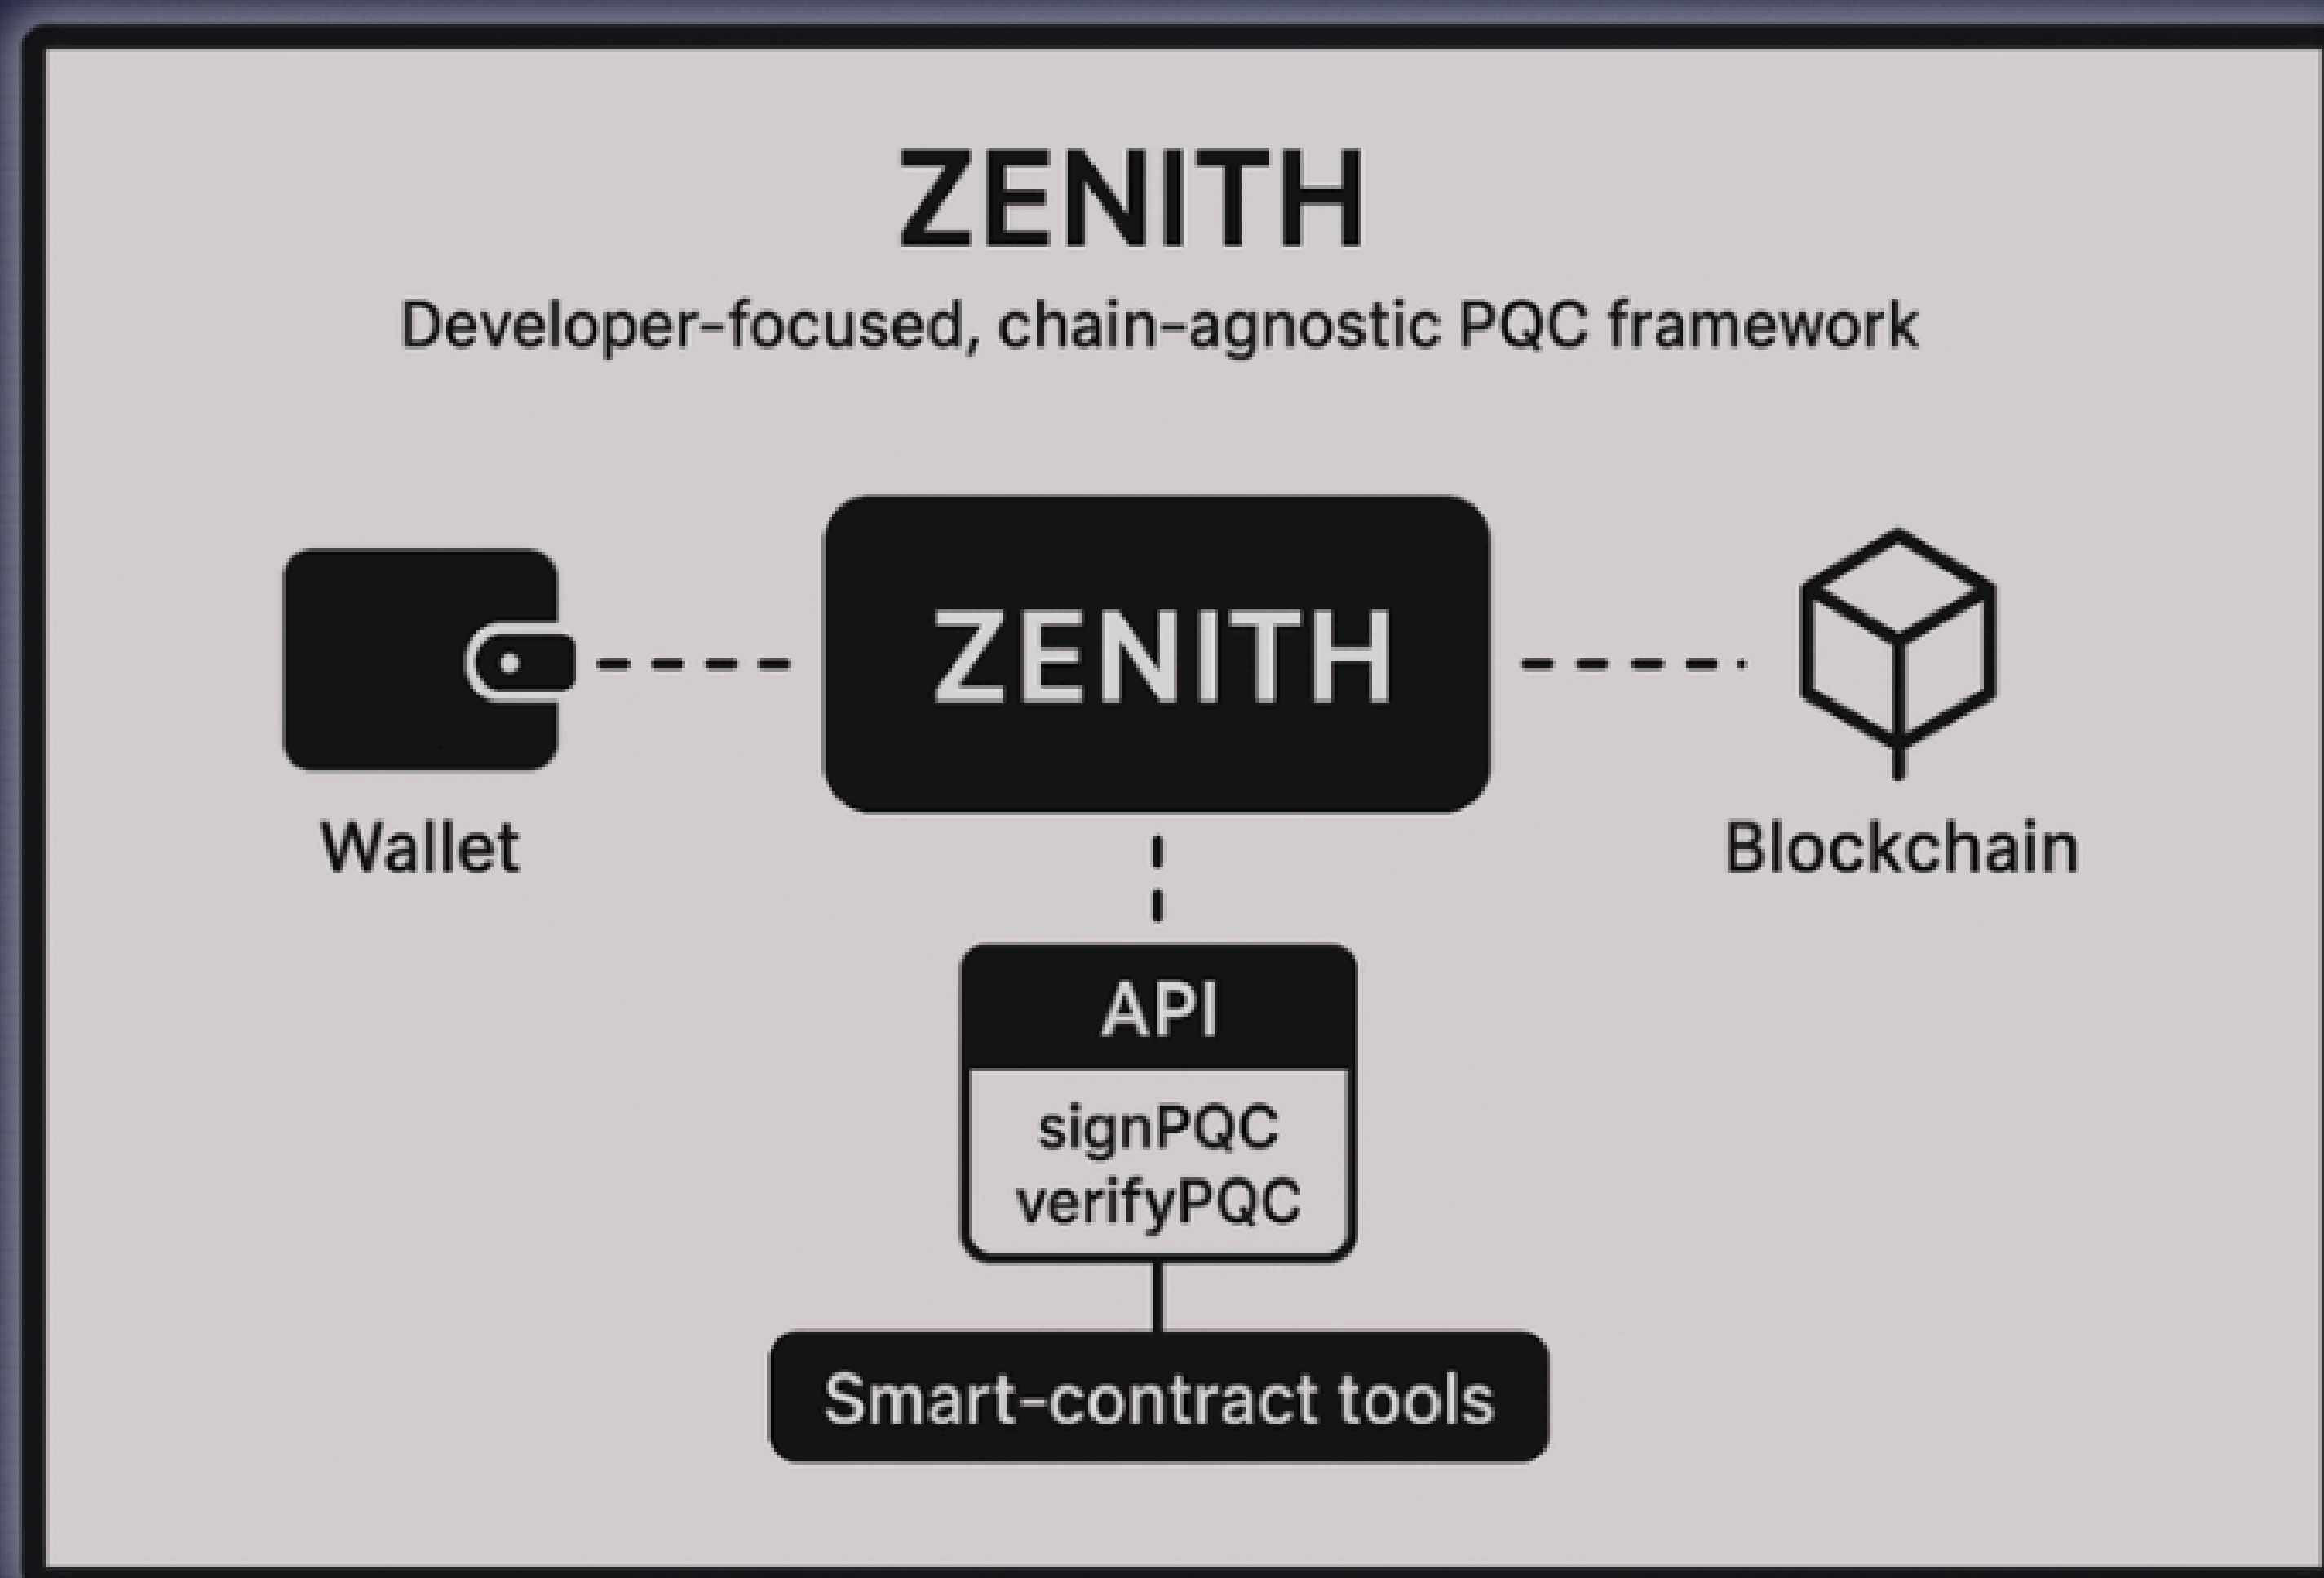 ZENITH
Developer-focused, chain-agnostic PQC framework
ZENITH
Wallet
Blockchain
API
signPQC
verifyPQC
Smart-contract tools